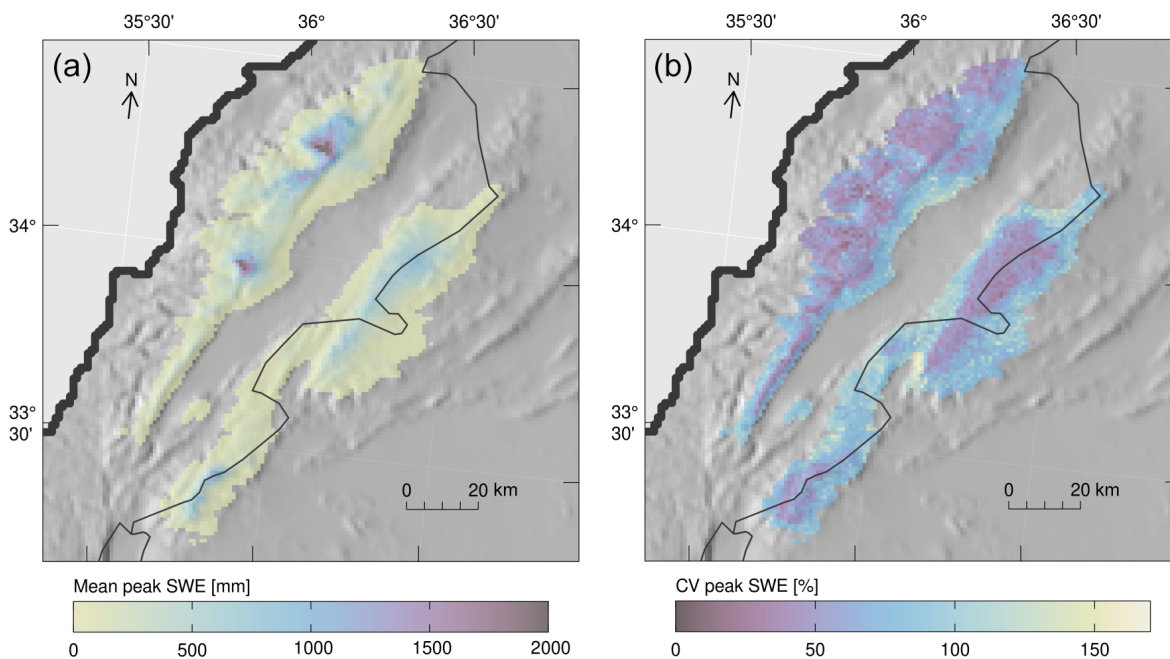 35°30' 36° 36°30' 35°30' 36° 36°30'
(a) (b)
N N
34° 34°
33° 33°
30' 30'
0 20 km 0 20 km
Mean peak SWE [mm] CV peak SWE [%]
0 500 1000 1500 2000 0 50 100 150